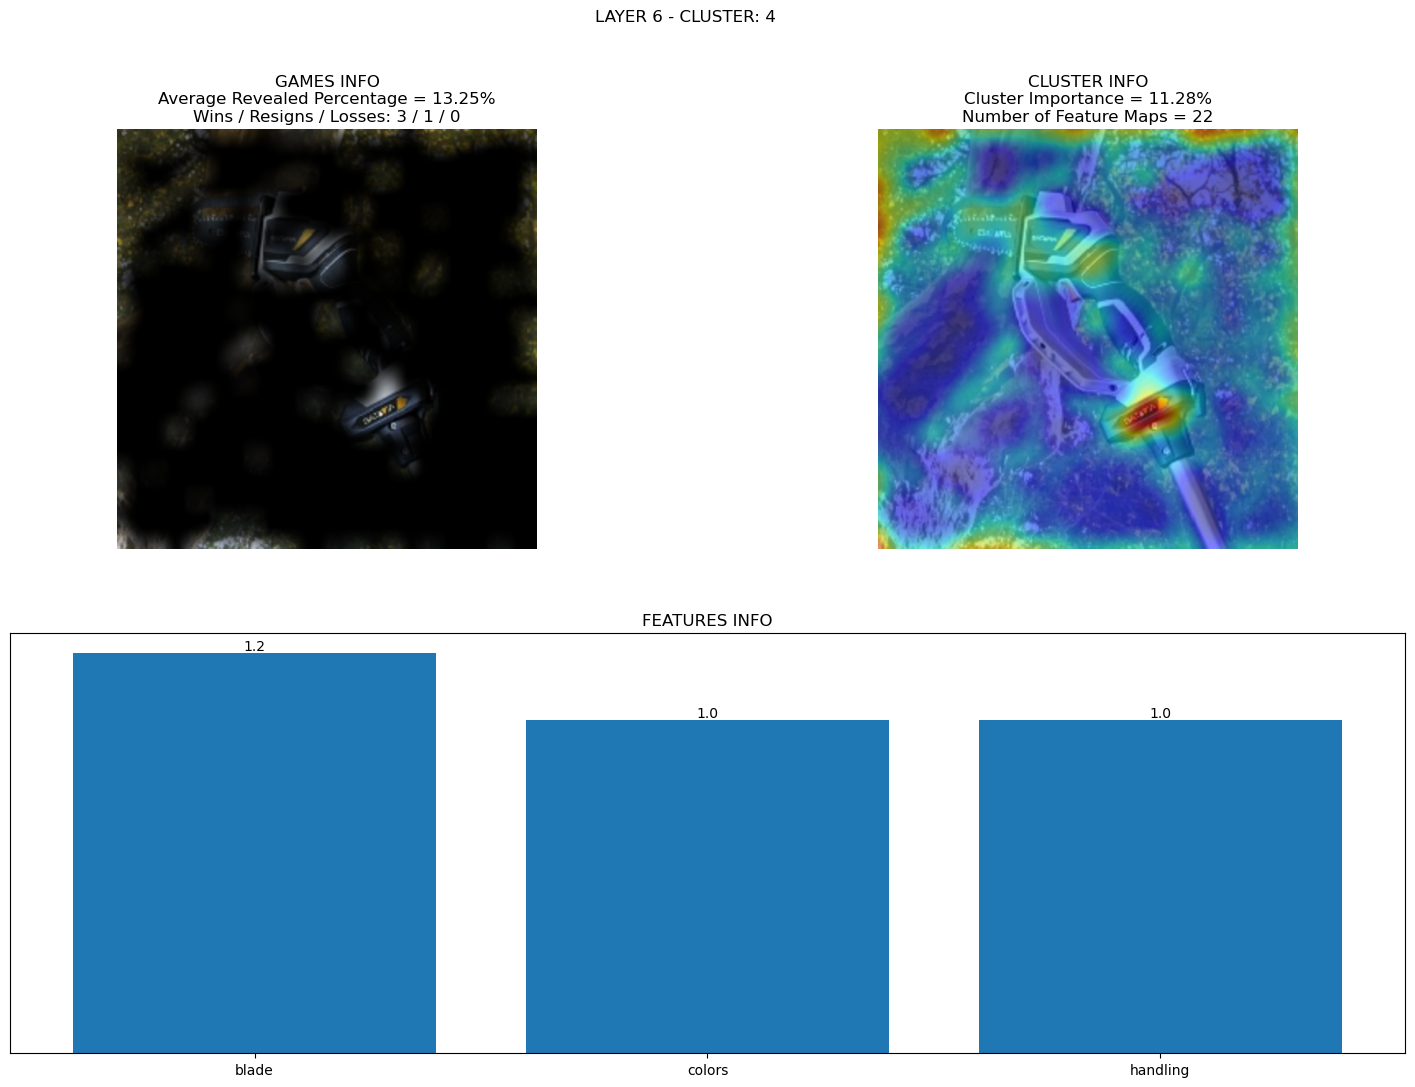 LAYER 6 - CLUSTER: 4
GAMES INFO
Average Revealed Percentage = 13.25%
Wins / Resigns / Losses: 3 / 1 / 0
CLUSTER INFO
Cluster Importance = 11.28%
Number of Feature Maps = 22
FEATURES INFO
1.2
1.0
1.0
blade
colors
handling